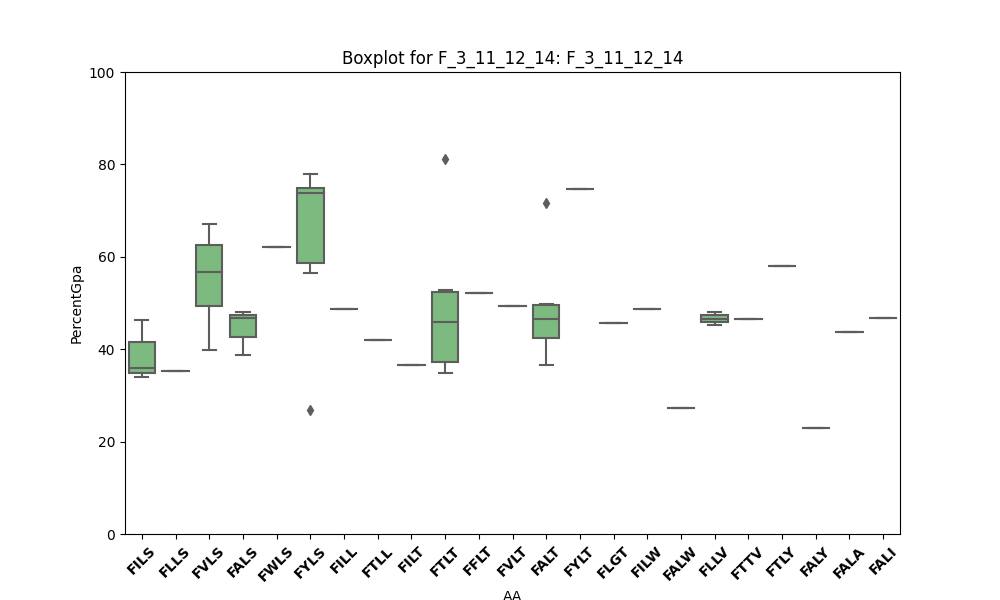 Boxplot for F_3_11_12_14: F_3_11_12_14
100
80
60
40
20
0
PercentGpa
FILS FLLS FVLS FALS FWLS FYLS FILL FTLL FILT FTLT FFLT FVLT FALT FYLT FLGT FILW FALW FLLV FTTV FTLY FALY FALA FALI
AA